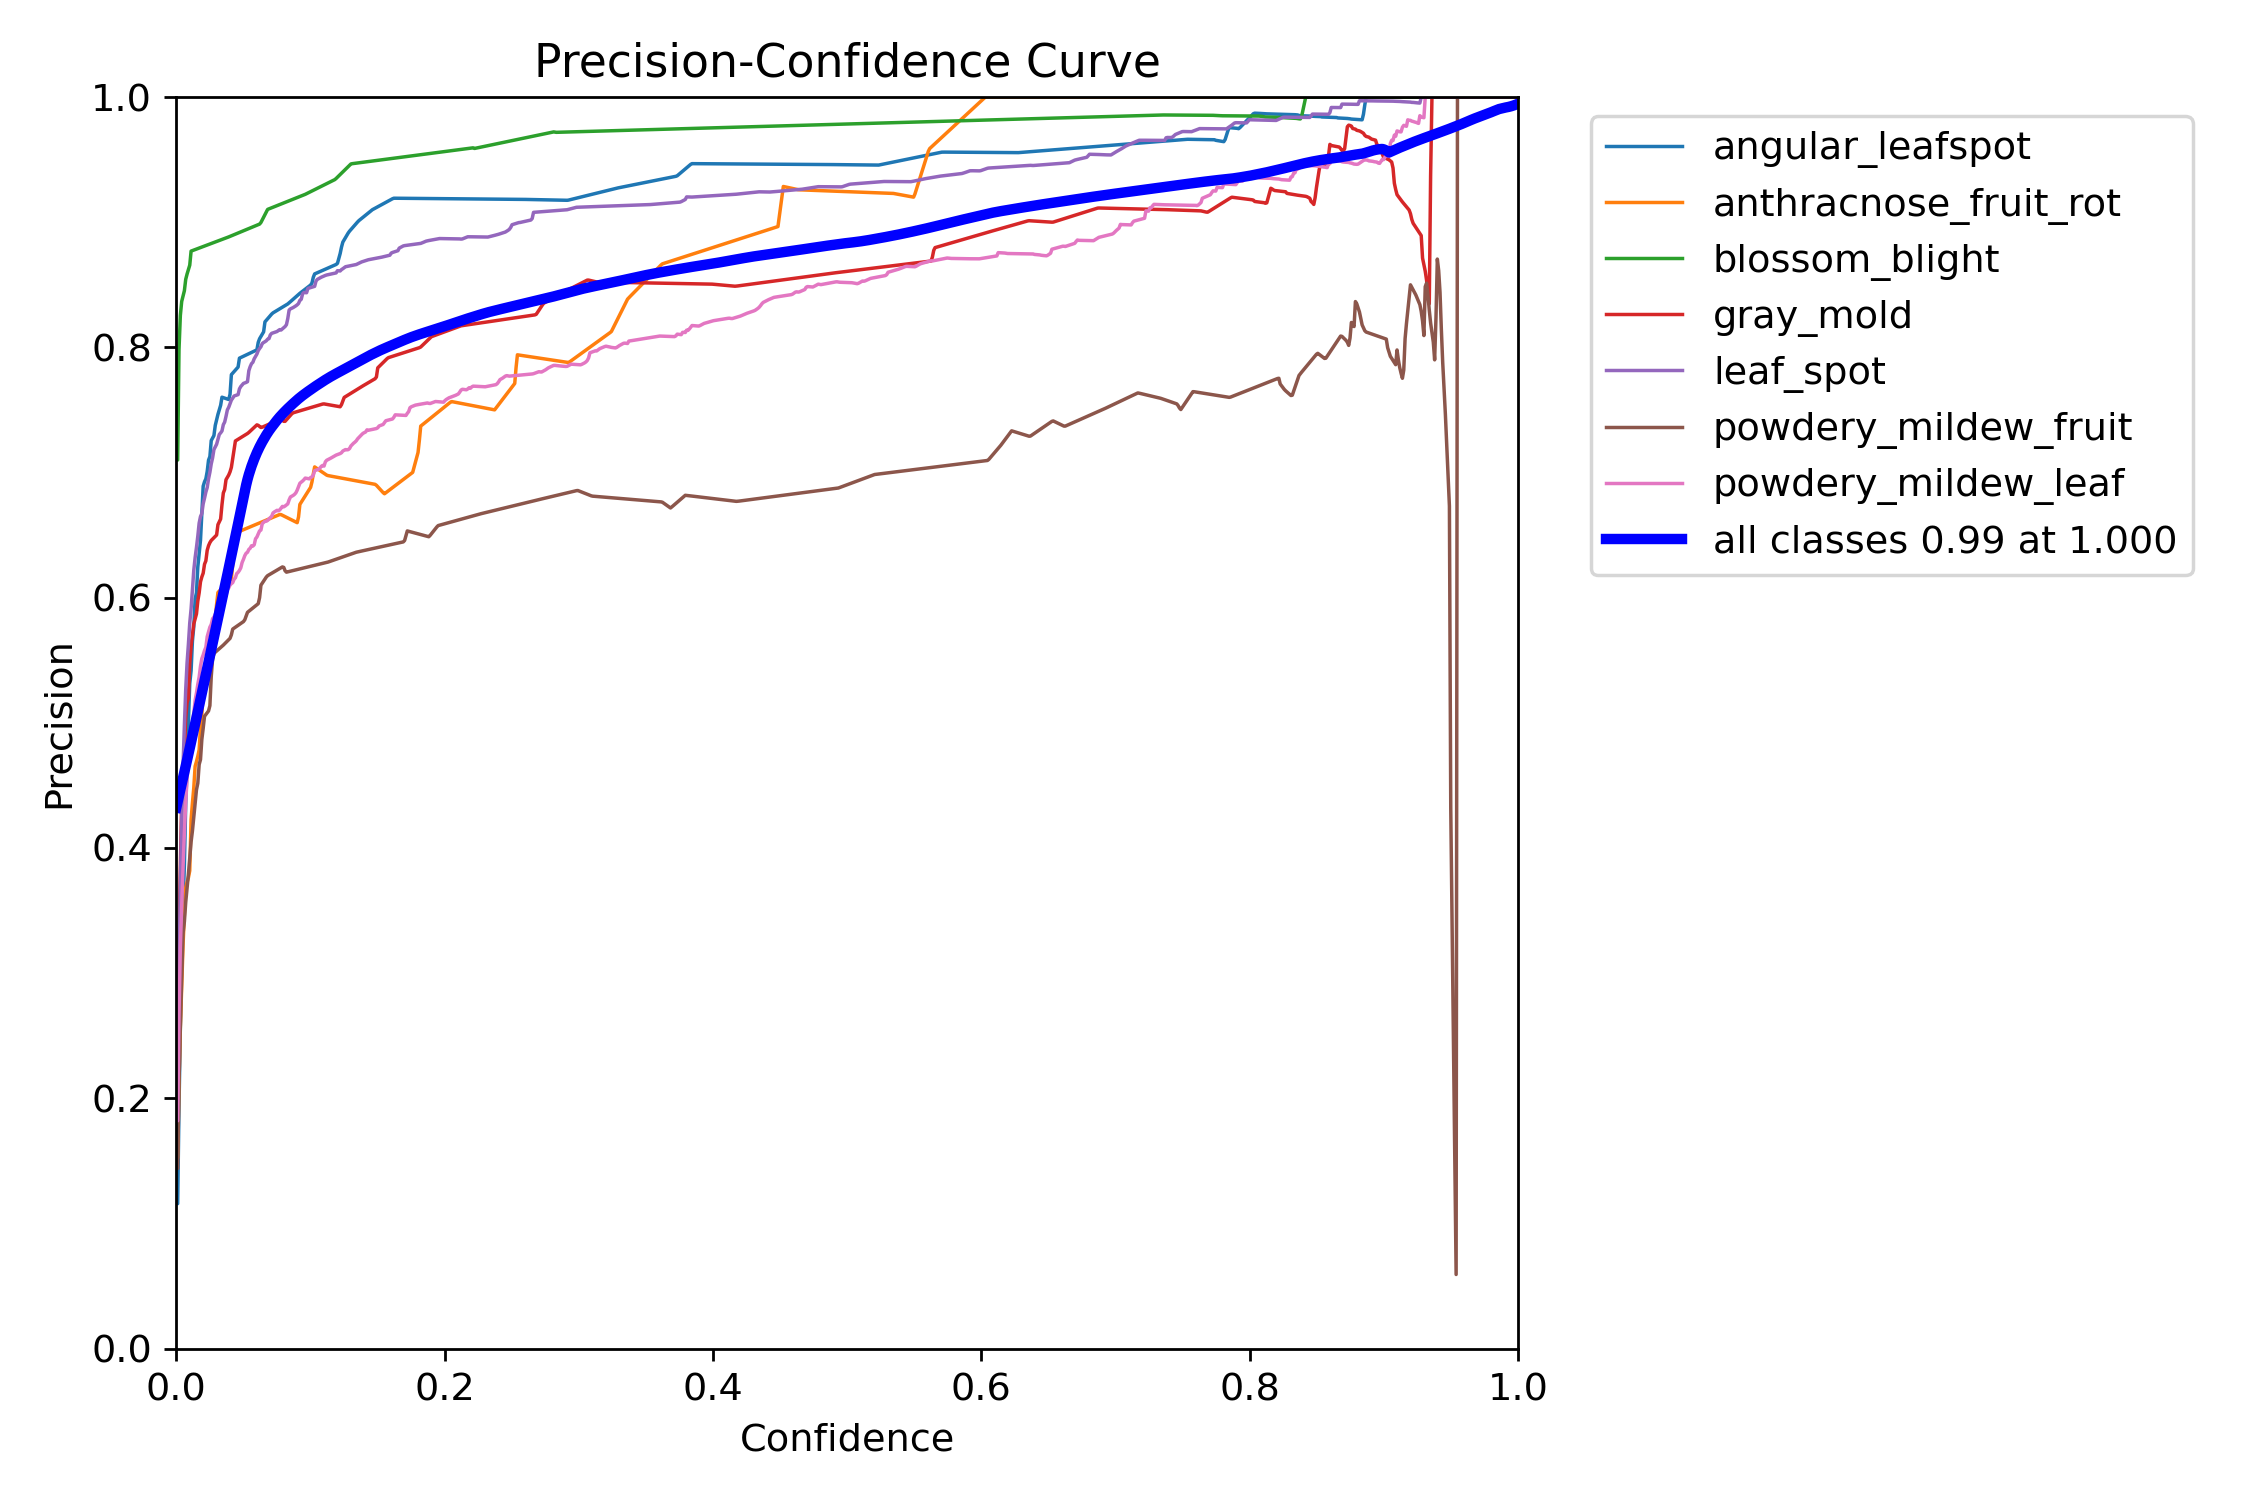 Precision-Confidence Curve
1.0
0.8
0.6
0.4
0.2
0.0
Precision
0.0 0.2 0.4 0.6 0.8 1.0
Confidence
angular_leafspot
anthracnose_fruit_rot
blossom_blight
gray_mold
leaf_spot
powdery_mildew_fruit
powdery_mildew_leaf
all classes 0.99 at 1.000